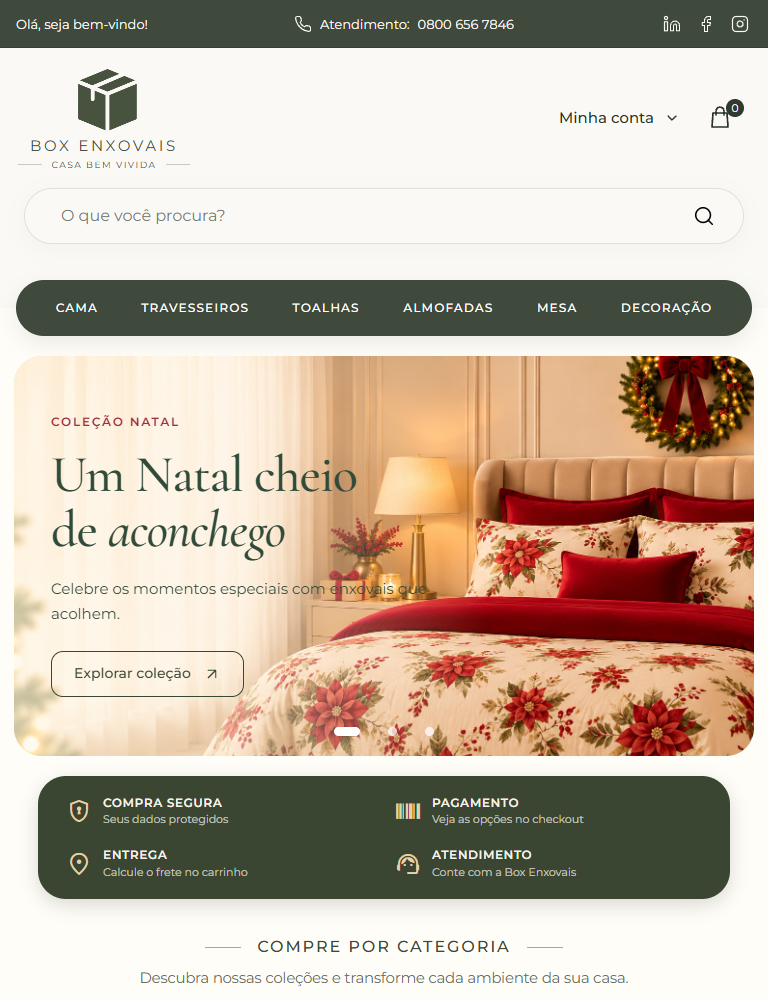 Olá, seja bem-vindo!
Atendimento: 0800 656 7846
BOX ENXOVAIS
CASA BEM VIVIDA
Minha conta
0
O que você procura?
CAMA TRAVESSEIROS TOALHAS ALMOFADAS MESA DECORAÇÃO
COLEÇÃO NATAL
Um Natal cheio
de aconchego
Celebre os momentos especiais com enxovais que
acolhem.
Explorar coleção
COMPRA SEGURA
Seus dados protegidos
PAGAMENTO
Veja as opções no checkout
ENTREGA
Calcule o frete no carrinho
ATENDIMENTO
Conte com a Box Enxovais
COMPRE POR CATEGORIA
Descubra nossas coleções e transforme cada ambiente da sua casa.